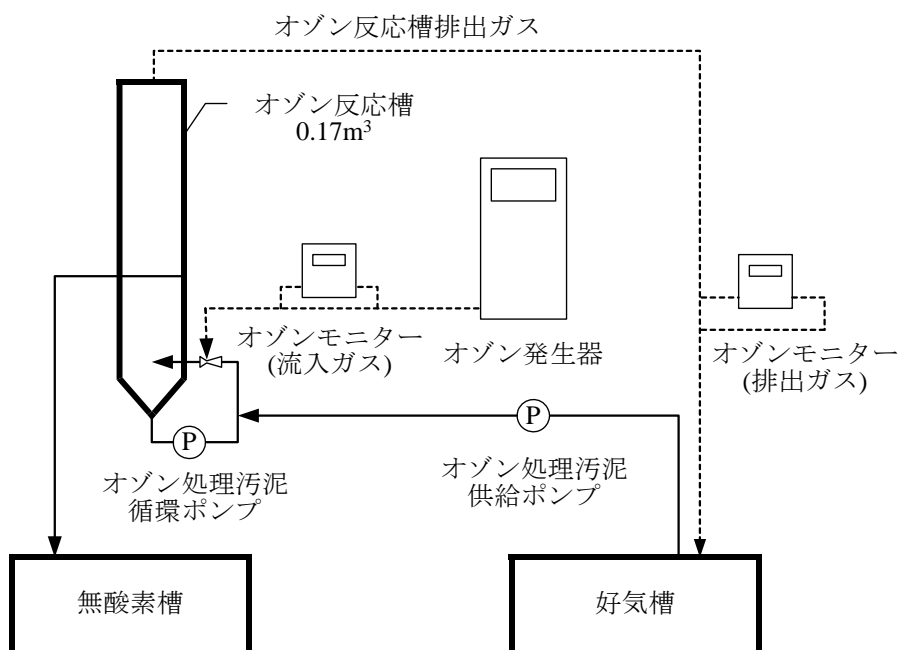 オゾン反応槽排出ガス
オゾン反応槽
0.17m³
オゾンモニター
(流入ガス)
オゾン発生器
オゾンモニター
(排出ガス)
P
P
オゾン処理汚泥
循環ポンプ
オゾン処理汚泥
供給ポンプ
無酸素槽
好気槽